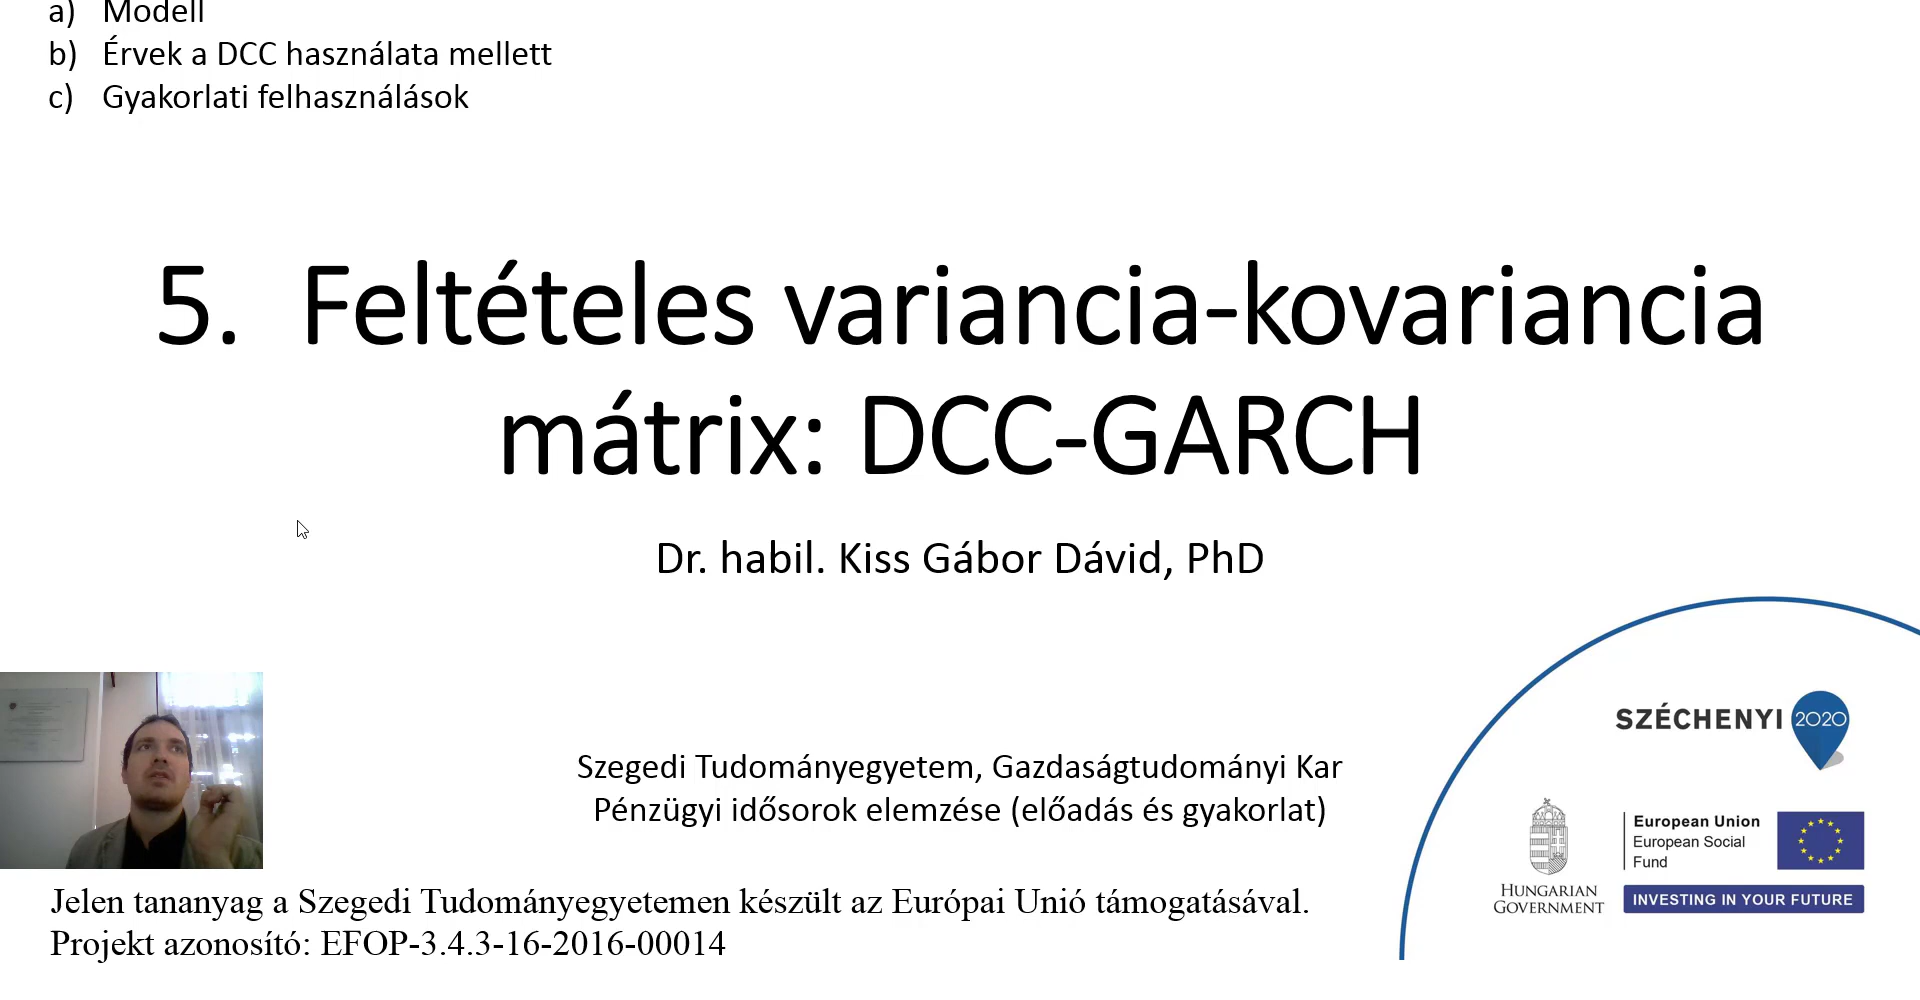 a) Modell
b) Érvek a DCC használata mellett
c) Gyakorlati felhasználások
5. Feltételes variancia-kovariancia
mátrix: DCC-GARCH
Dr. habil. Kiss Gábor Dávid, PhD
Szegedi Tudományegyetem, Gazdaságtudományi Kar
Pénzügyi idősorok elemzése (előadás és gyakorlat)
Jelen tananyag a Szegedi Tudományegyetemen készült az Európai Unió támogatásával.
Projekt azonosító: EFOP-3.4.3-16-2016-00014
SZÉCHENYI 2020
HUNGARIAN
GOVERNMENT
European Union
European Social
Fund
INVESTING IN YOUR FUTURE